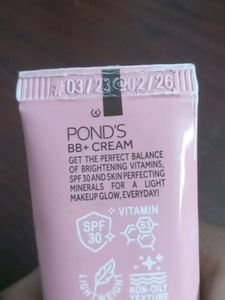 03/23@02/26
POND'S
BB+ CREAM
GET THE PERFECT BALANCE
OF BRIGHTENING VITAMINS,
SPF 30 AND SKIN PERFECTING
MINERALS FOR A LIGHT
MAKEUP GLOW, EVERYDAY!
VITAMIN
B3
SPF
30
LIGHTWEIGHT
NON-OILY
TEXTURE